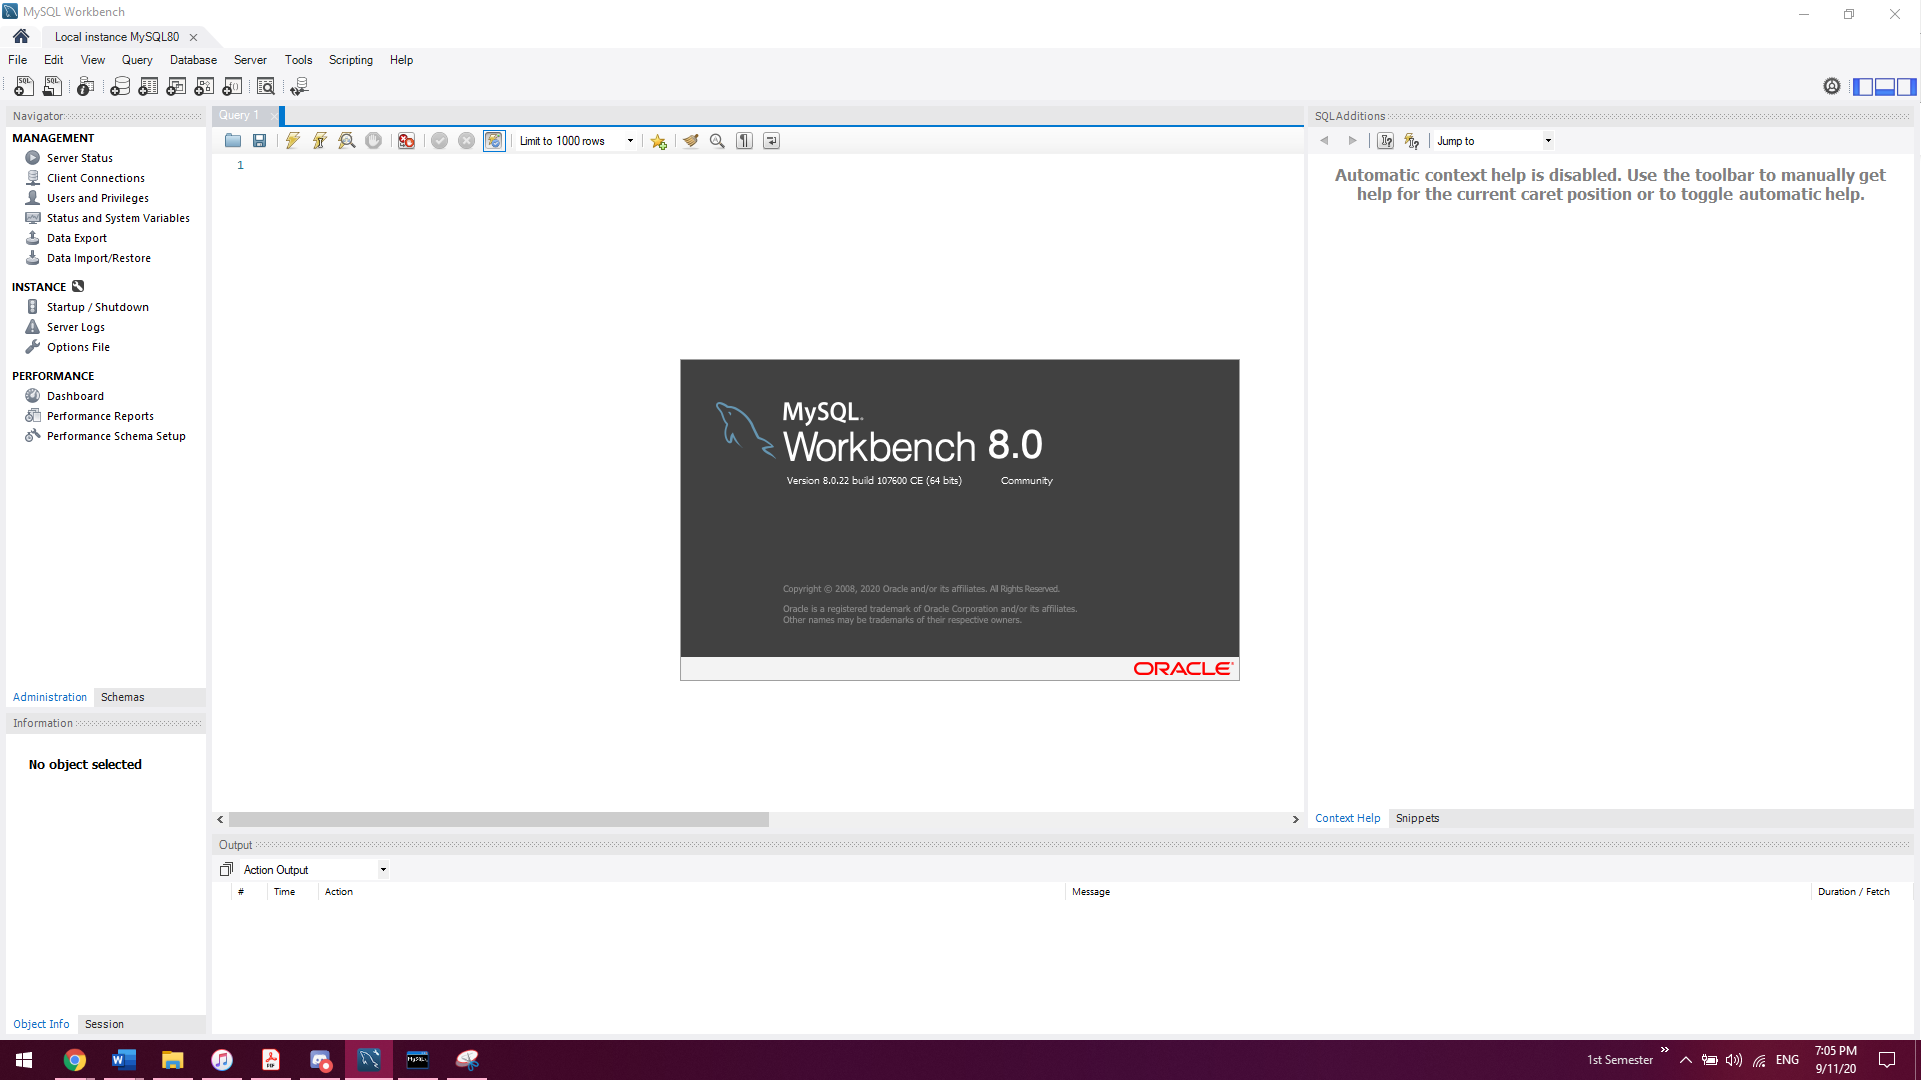 MySQL Workbench
Local instance MySQL80
File Edit View Query Database Server Tools Scripting Help
Navigator
MANAGEMENT
Server Status
Client Connections
Users and Privileges
Status and System Variables
Data Export
Data Import/Restore
INSTANCE
Startup / Shutdown
Server Logs
Options File
PERFORMANCE
Dashboard
Performance Reports
Performance Schema Setup
Administration Schemas
Information
No object selected
Object Info Session
Query 1
Limit to 1000 rows
1
MySQL.
Workbench 8.0
Version 8.0.22 build 107600 CE (64 bits) Community
Copyright © 2008, 2020 Oracle and/or its affiliates. All Rights Reserved.
Oracle is a registered trademark of Oracle Corporation and/or its affiliates.
Other names may be trademarks of their respective owners.
ORACLE
SQLAdditions
Jump to
Automatic context help is disabled. Use the toolbar to manually get
help for the current caret position or to toggle automatic help.
Context Help Snippets
Output
Action Output
# Time Action Message Duration / Fetch
1st Semester
ENG
7:05 PM
9/11/20